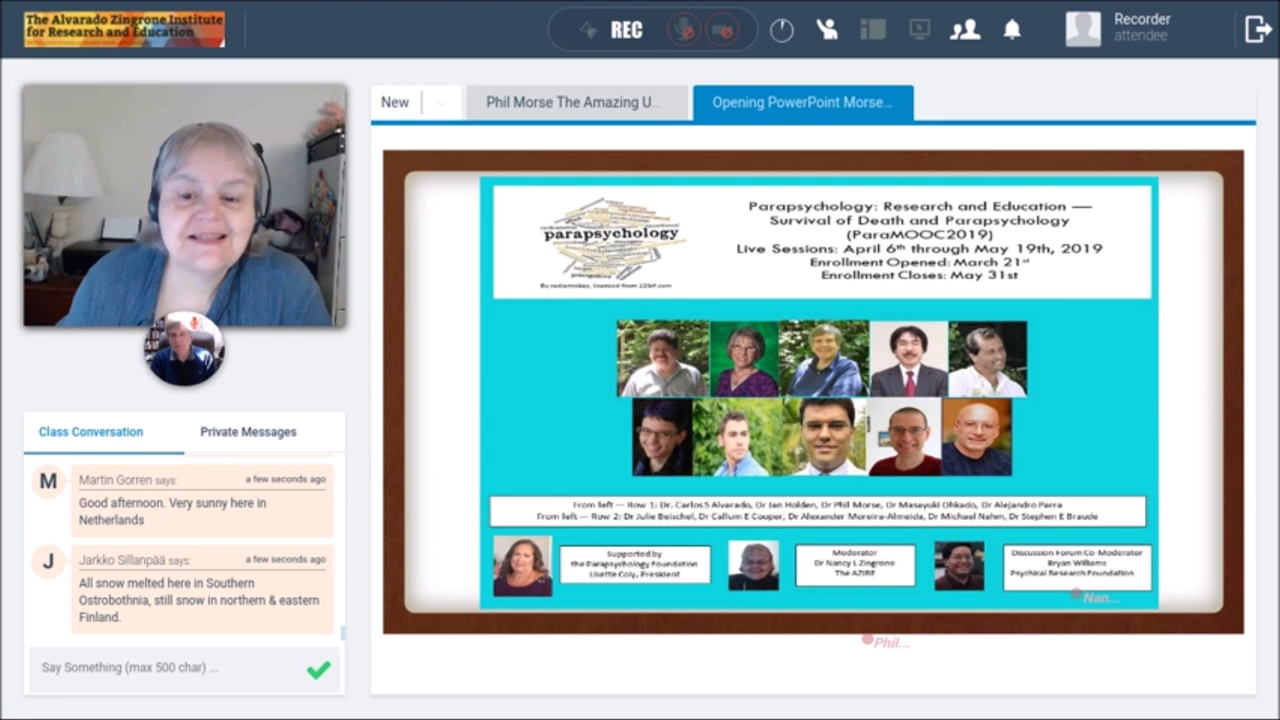 The Alvarado Zingrone Institute
for Research and Education
REC
Recorder
attendee
New
Phil Morse The Amazing U...
Opening PowerPoint Morse...
parapsychology
Parapsychology: Research and Education —
Survival of Death and Parapsychology
(ParaMOOC2019)
Live Sessions: April 6th through May 19th, 2019
Enrollment Opened: March 21st
Enrollment Closes: May 31st
From left — Row 1: Dr. Carlos S Alvarado, Dr Jan Holden, Dr Phil Morse, Dr Masayuki Ohkado, Dr Alejandro Parra
From left — Row 2: Dr Julie Beischel, Dr Callum E Cooper, Dr Alexander Moreira-Almeida, Dr Michael Nahm, Dr Stephen E Braude
Supported by
the Parapsychology Foundation
Lisette Coly, President
Moderator
Dr Nancy L Zingrone
The AZIRE
Discussion Forum Co-Moderator
Bryan Williams
Psychical Research Foundation
Nan...
Phil...
Class Conversation
Private Messages
M
Martin Gorren says:
a few seconds ago
Good afternoon. Very sunny here in
Netherlands
J
Jarkko Sillanpää says:
a few seconds ago
All snow melted here in Southern
Ostrobothnia, still snow in northern & eastern
Finland.
Say Something (max 500 char) ...